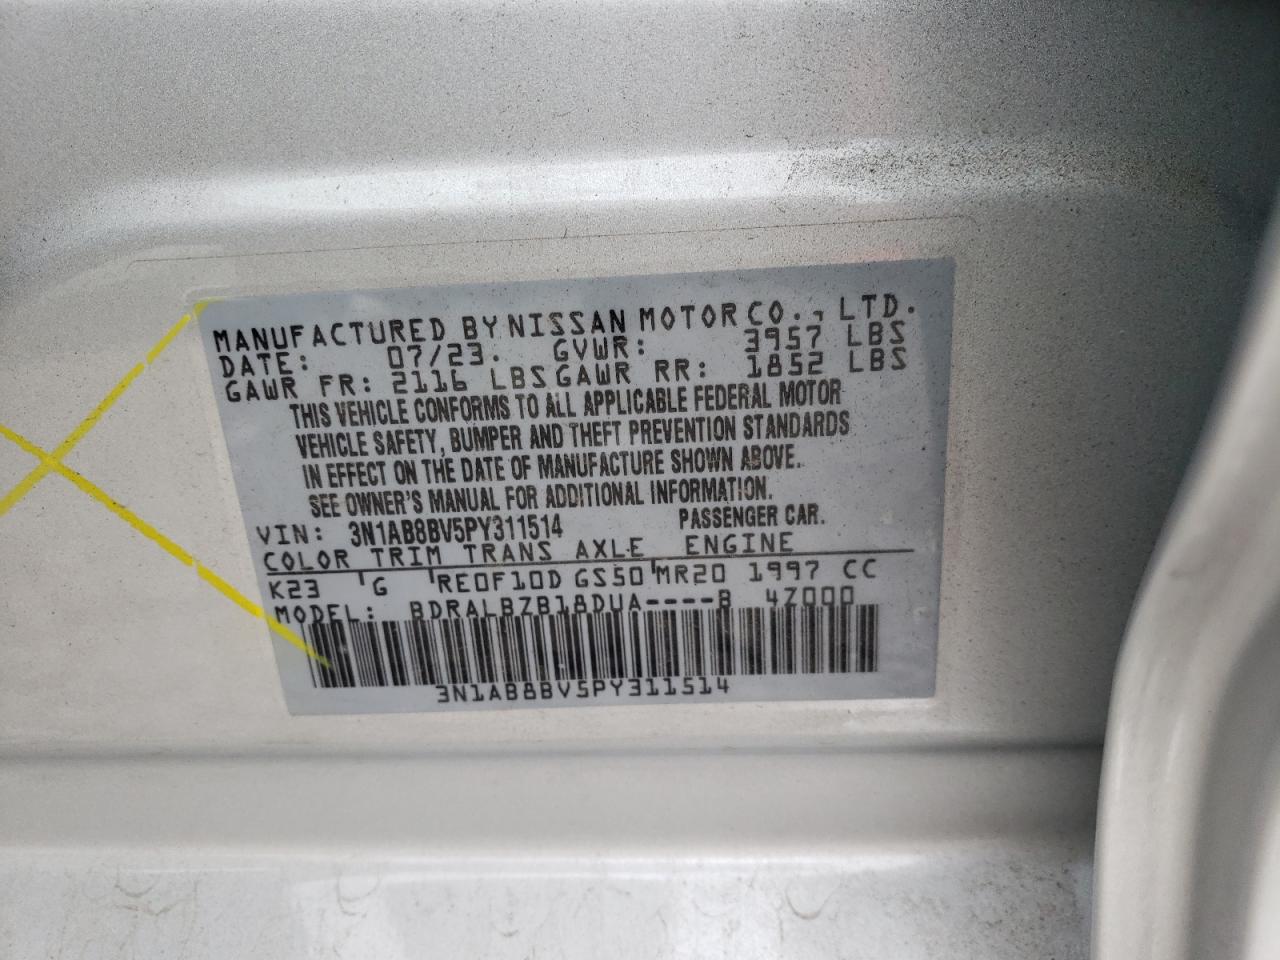 MANUFACTURED BY NISSAN MOTOR CO., LTD.
DATE: 07/23. GVWR: 3957 LBS
GAWR FR: 2116 LBS GAWR RR: 1852 LBS
THIS VEHICLE CONFORMS TO ALL APPLICABLE FEDERAL MOTOR
VEHICLE SAFETY, BUMPER AND THEFT PREVENTION STANDARDS
IN EFFECT ON THE DATE OF MANUFACTURE SHOWN ABOVE.
SEE OWNER'S MANUAL FOR ADDITIONAL INFORMATION.
VIN: 3N1AB8BV5PY311514 PASSENGER CAR.
COLOR TRIM TRANS AXLE ENGINE
K23 G RE0F10D GS50 MR20 1997 CC
MODEL: BDRALBZB18DUA----B 4Z000
3N1AB8BV5PY311514